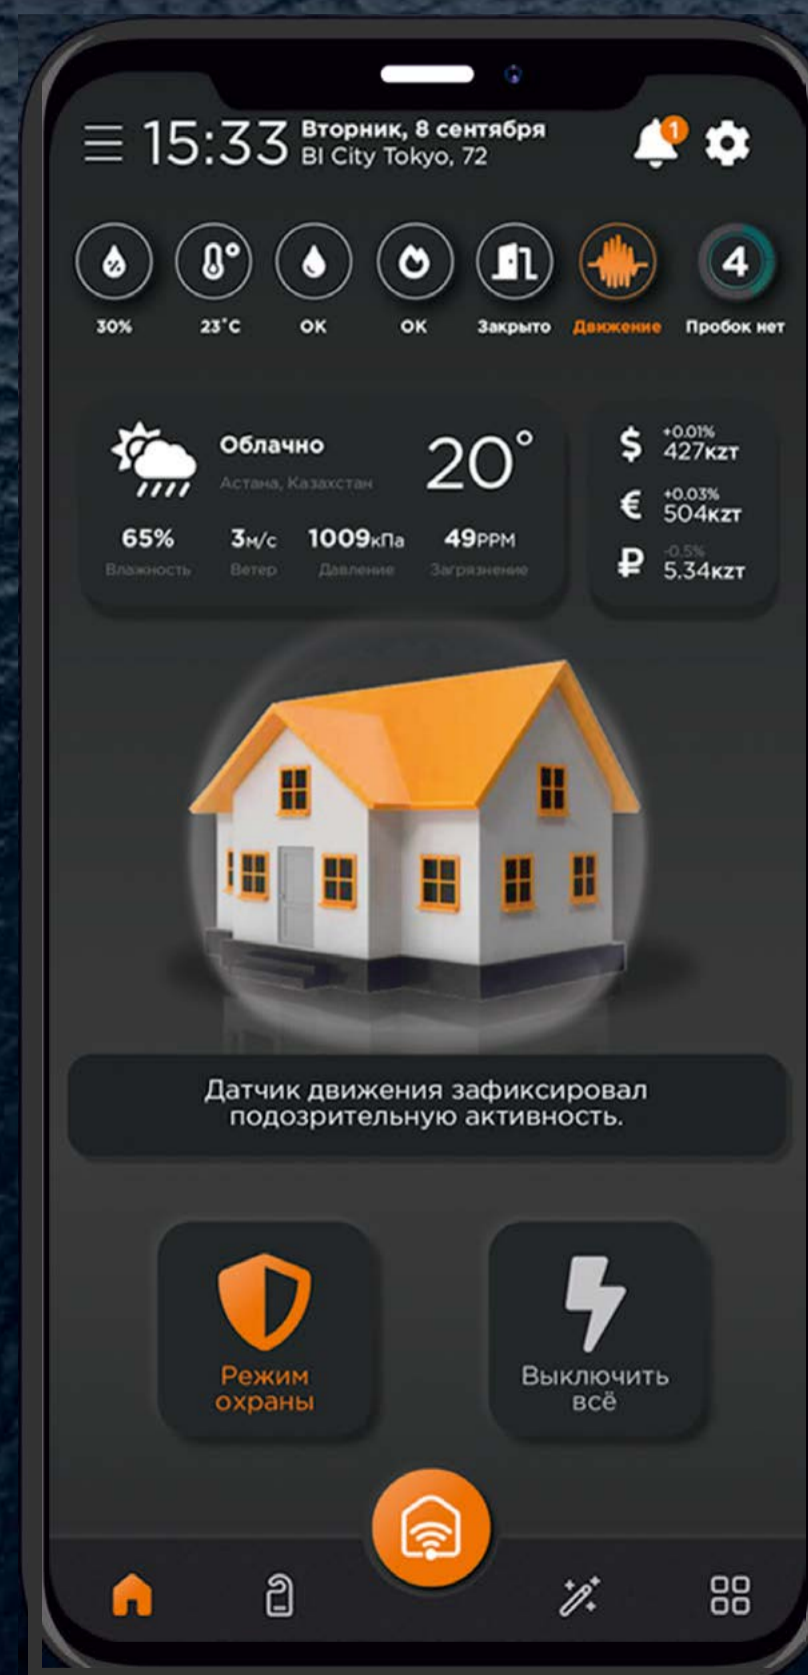 15:33
Вторник, 8 сентября
BI City Tokyo, 72
1
4
30%
23°C
OK
OK
Закрыто
Движение
Пробок нет
Облачно
Астана, Казахстан
20°
65%
Влажность
3м/с
Ветер
1009кПа
Давление
49PPM
Загрязнение
$ +0.01%
427KZT
€ +0.03%
504KZT
₽ -0.5%
5.34KZT
Датчик движения зафиксировал
подозрительную активность.
Режим
охраны
Выключить
всё